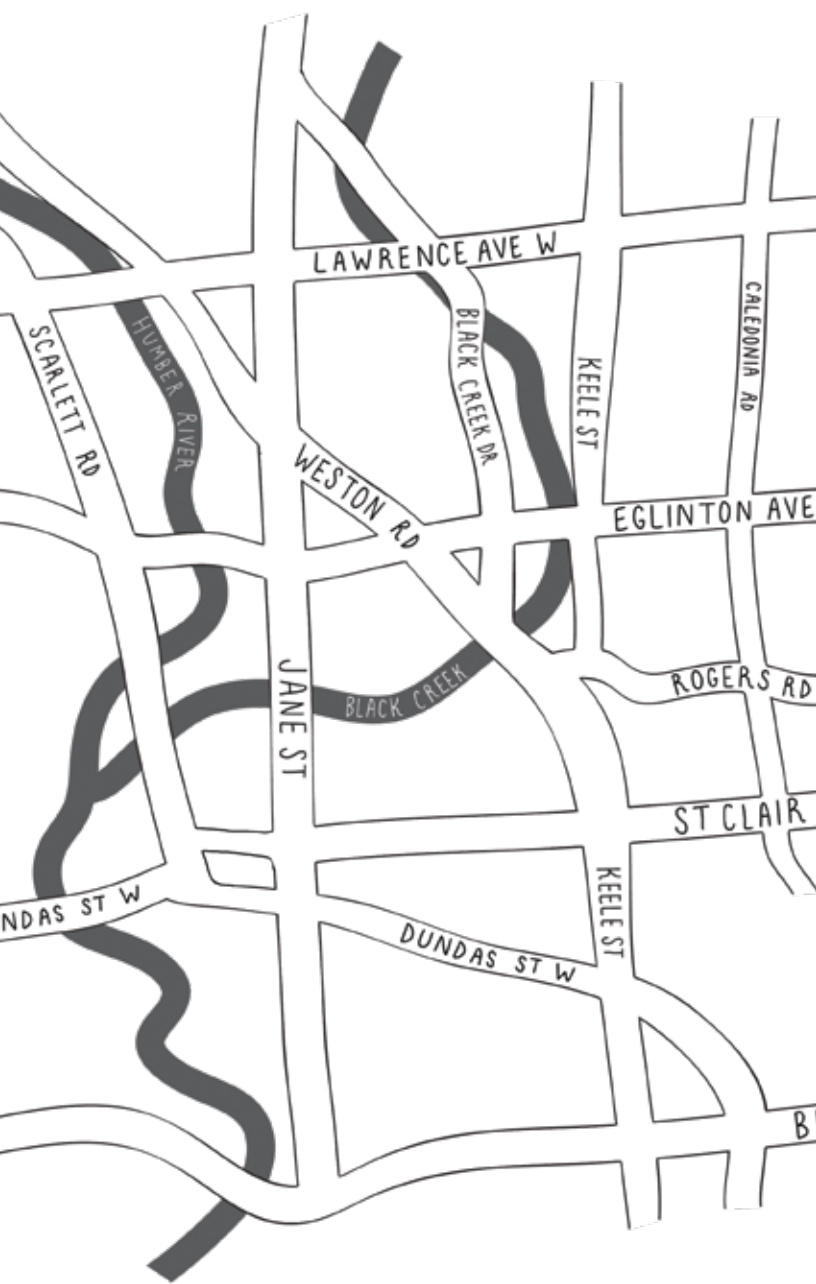 LAWRENCE AVE W
HUMBER RIVER
SCARLETT RD
BLACK CREEK DR
KEELE ST
CALEDONIA RD
WESTON RD
EGLINTON AVE
JANE ST
BLACK CREEK
ROGERS RD
ST CLAIR
KEELE ST
NDAS ST W
DUNDAS ST W
B